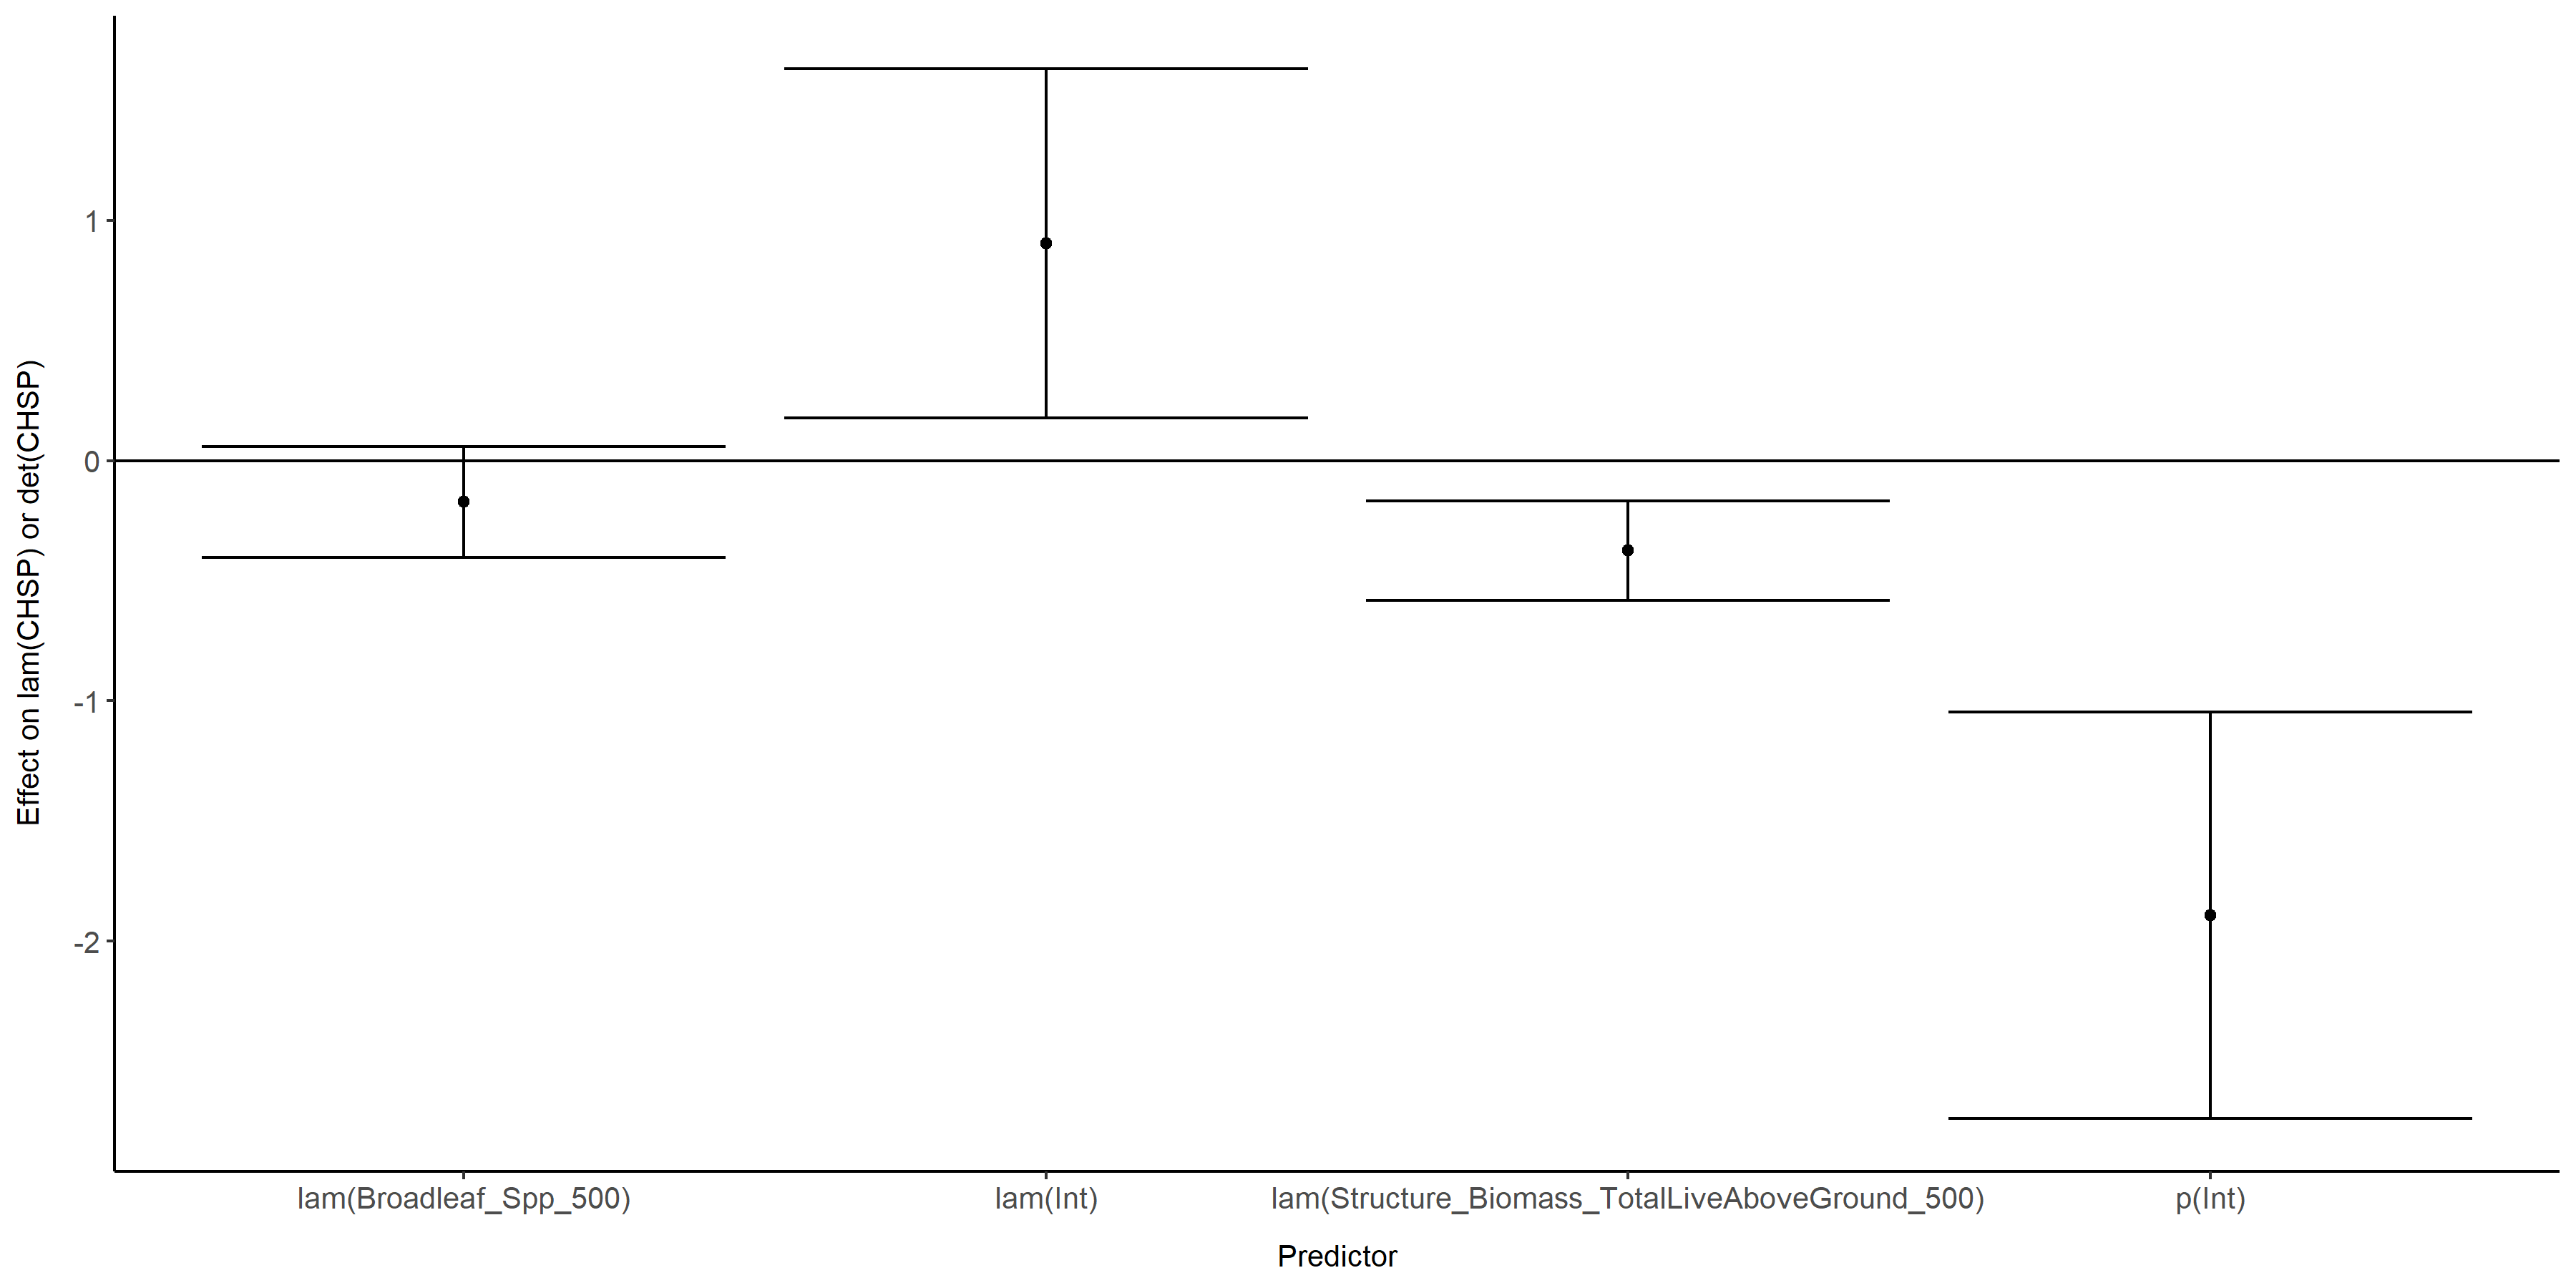 Effect on lam(CHSP) or det(CHSP)
1
0
-1
-2
lam(Broadleaf_Spp_500)
lam(Int)
lam(Structure_Biomass_TotalLiveAboveGround_500)
p(Int)
Predictor